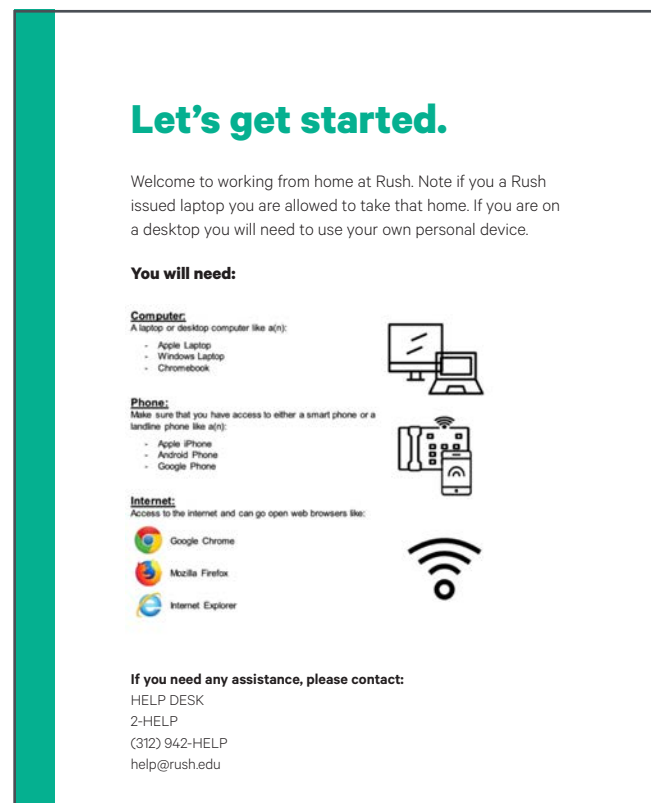 Let’s get started.
Welcome to working from home at Rush. Note if you a Rush
issued laptop you are allowed to take that home. If you are on
a desktop you will need to use your own personal device.
You will need:
Computer:
A laptop or desktop computer like a(n):
- Apple Laptop
- Windows Laptop
- Chromebook
Phone:
Make sure that you have access to either a smart phone or a
landline phone like a(n):
- Apple iPhone
- Android Phone
- Google Phone
Internet:
Access to the internet and can go open web browsers like:
Google Chrome
Mozilla Firefox
Internet Explorer
If you need any assistance, please contact:
HELP DESK
2-HELP
(312) 942-HELP
help@rush.edu